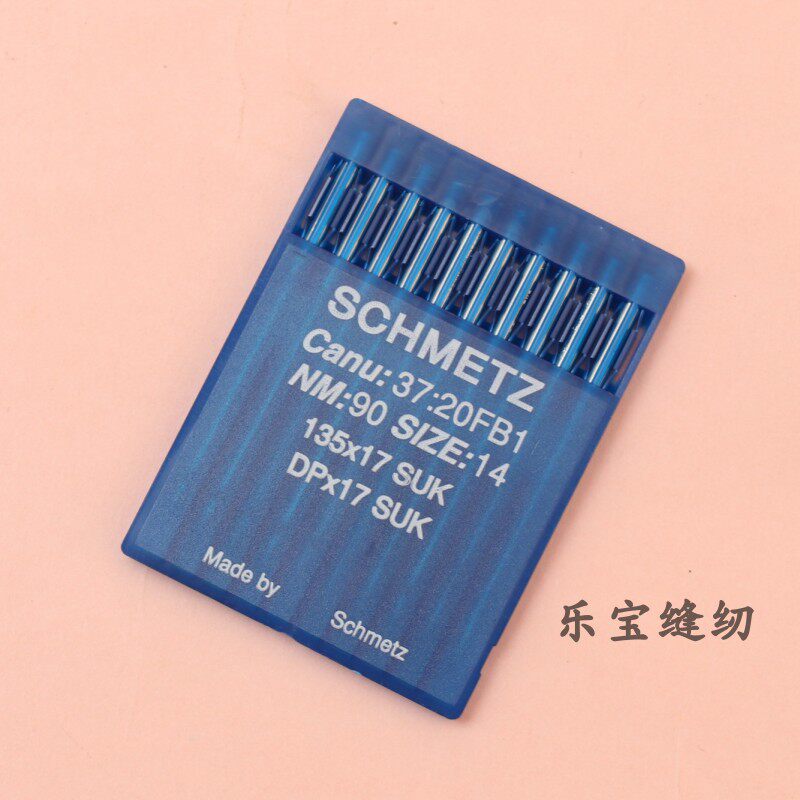 SCHMETZ
Canu: 37:20FB1
NM:90 SIZE:14
135x17 SUK
DPx17 SUK
Made by Schmetz
乐宝缝纫